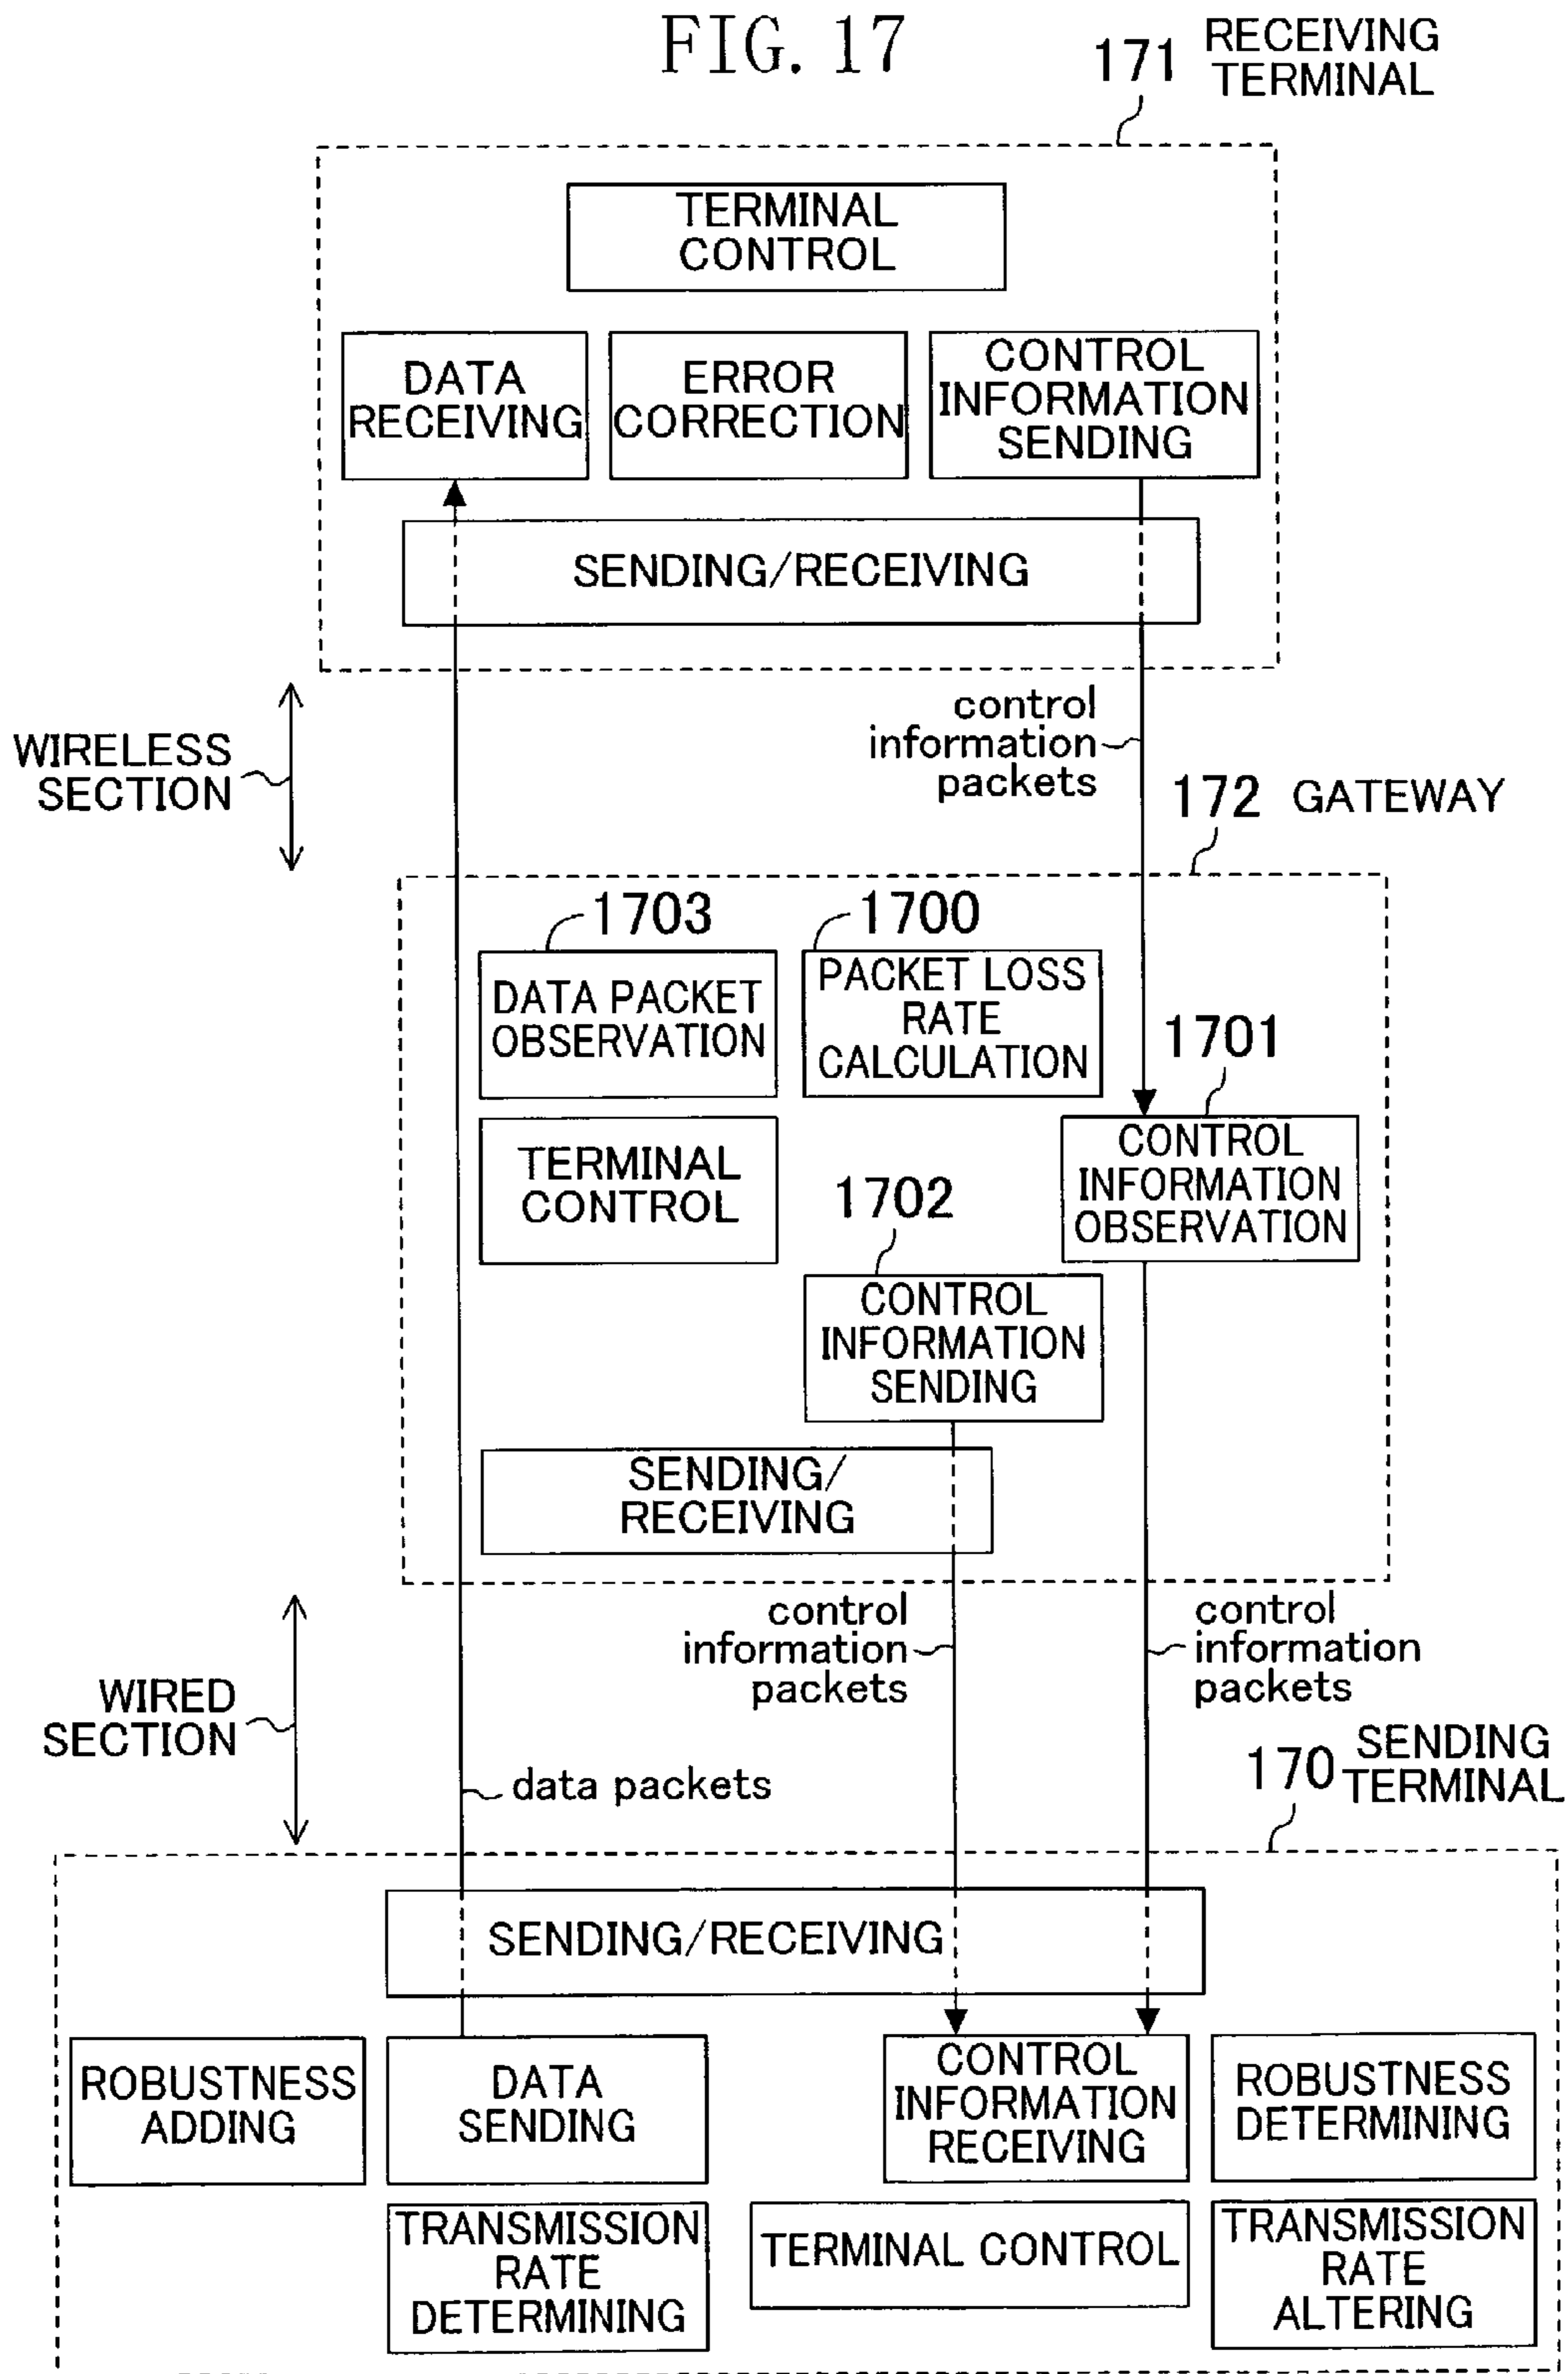 FIG. 17
171
RECEIVING
TERMINAL
TERMINAL
CONTROL
DATA
RECEIVING
ERROR
CORRECTION
CONTROL
INFORMATION
SENDING
SENDING/RECEIVING
WIRELESS
SECTION
control
information
packets
172 GATEWAY
1703
1700
DATA PACKET
OBSERVATION
PACKET LOSS
RATE
CALCULATION
1701
TERMINAL
CONTROL
CONTROL
INFORMATION
OBSERVATION
1702
CONTROL
INFORMATION
SENDING
SENDING/
RECEIVING
control
information
packets
control
information
packets
WIRED
SECTION
data packets
170
SENDING
TERMINAL
SENDING/RECEIVING
ROBUSTNESS
ADDING
DATA
SENDING
CONTROL
INFORMATION
RECEIVING
ROBUSTNESS
DETERMINING
TRANSMISSION
RATE
DETERMINING
TERMINAL CONTROL
TRANSMISSION
RATE
ALTERING